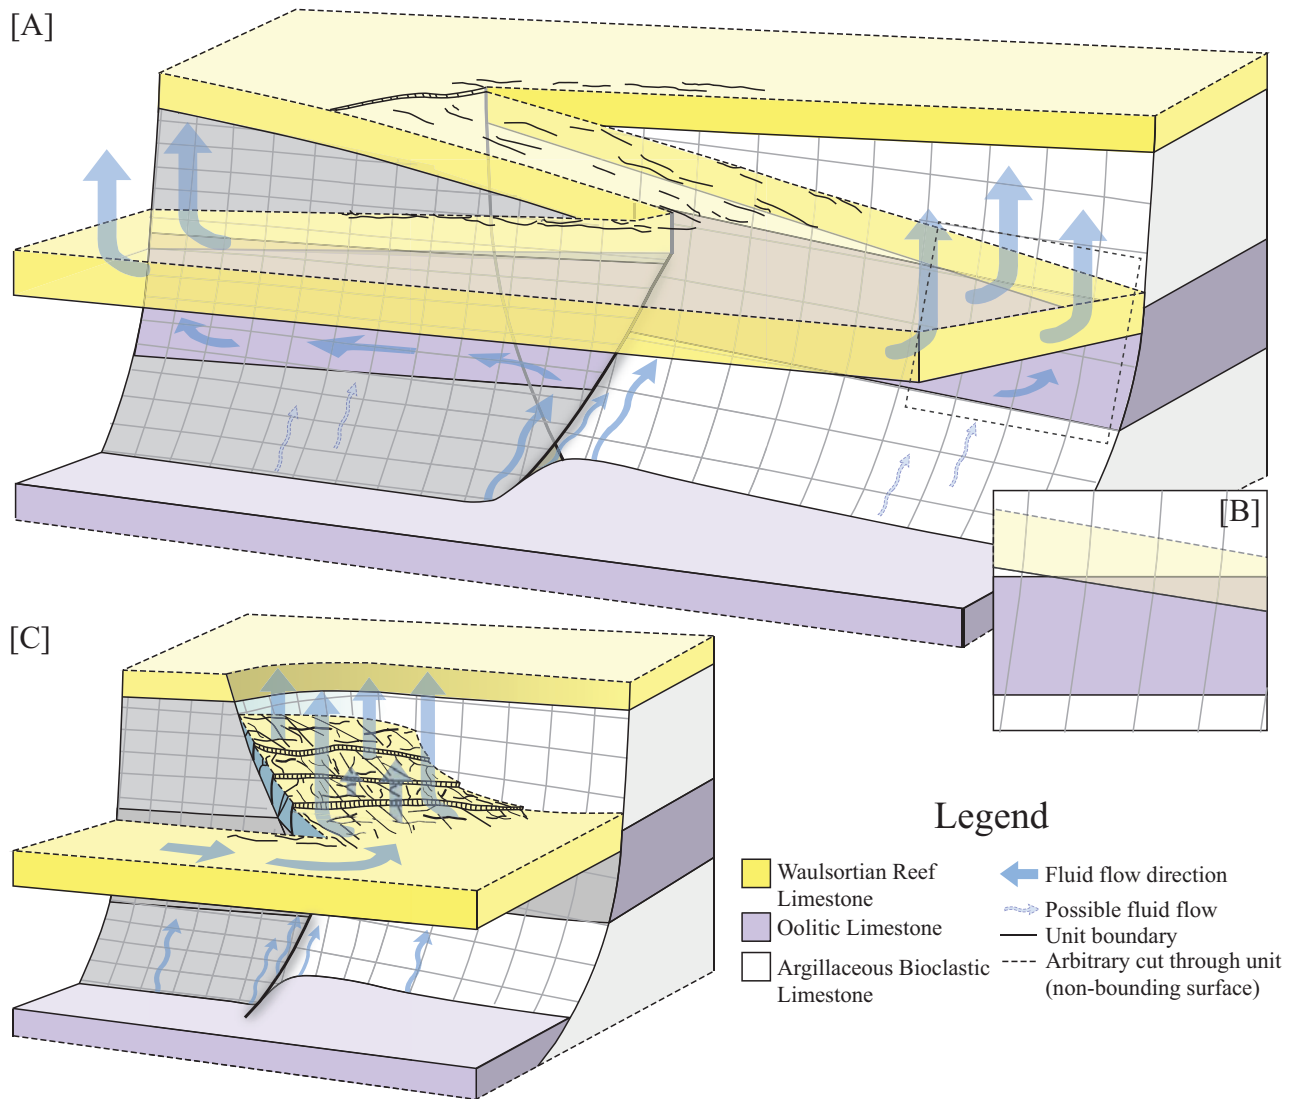 [A]
[B]
[C]
Legend
Waulsortian Reef
Limestone
Oolitic Limestone
Argillaceous Bioclastic
Limestone
Fluid flow direction
Possible fluid flow
Unit boundary
Arbitrary cut through unit
(non-bounding surface)